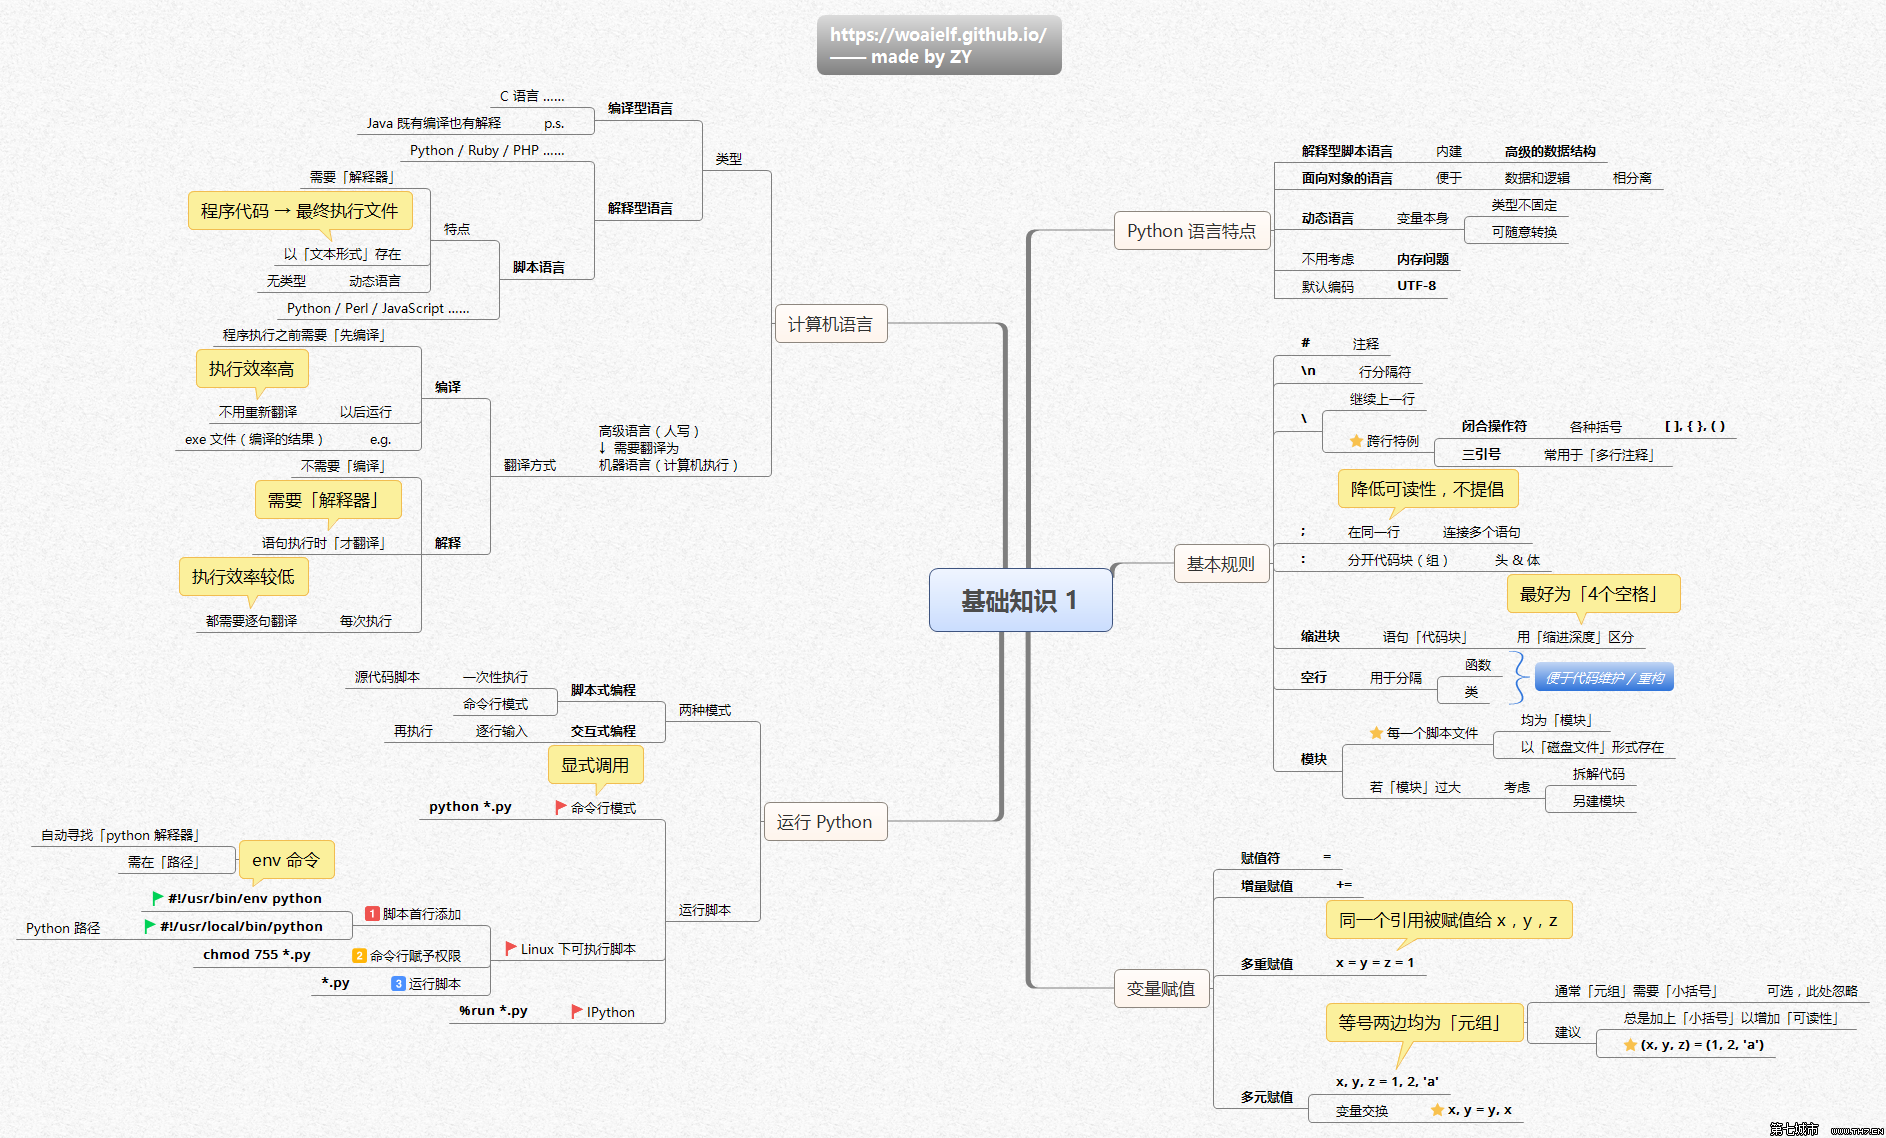 https://woaielf.github.io/
—— made by ZY
基础知识 1
计算机语言
类型
编译型语言
C 语言 ......
Java 既有编译也有解释 p.s.
解释型语言
Python / Ruby / PHP ......
脚本语言
特点
需要「解释器」
程序代码 → 最终执行文件
以「文本形式」存在
无类型 动态语言
Python / Perl / JavaScript ......
翻译方式
高级语言（人写）
↓ 需要翻译为
机器语言（计算机执行）
编译
程序执行之前需要「先编译」
执行效率高
不用重新翻译 以后运行
exe 文件（编译的结果） e.g.
解释
不需要「编译」
需要「解释器」
语句执行时「才翻译」
执行效率较低
都需要逐句翻译 每次执行
运行 Python
两种模式
脚本式编程
源代码脚本 一次性执行
命令行模式
再执行 逐行输入 交互式编程
运行脚本
显式调用
python *.py 命令行模式
Linux 下可执行脚本
1 脚本首行添加
env 命令
自动寻找「python 解释器」
需在「路径」
#!/usr/bin/env python
Python 路径 #!/usr/local/bin/python
chmod 755 *.py 2 命令行赋予权限
*.py 3 运行脚本
%run *.py IPython
Python 语言特点
解释型脚本语言 内建 高级的数据结构
面向对象的语言 便于 数据和逻辑 相分离
动态语言 变量本身
类型不固定
可随意转换
不用考虑 内存问题
默认编码 UTF-8
基本规则
# 注释
\n 行分隔符
\
继续上一行
跨行特例
闭合操作符 各种括号 [ ], { }, ( )
三引号 常用于「多行注释」
降低可读性，不提倡
; 在同一行 连接多个语句
: 分开代码块（组） 头 & 体
最好为「4个空格」
缩进块 语句「代码块」 用「缩进深度」区分
空行 用于分隔
函数
类
便于代码维护 / 重构
模块
每一个脚本文件
均为「模块」
以「磁盘文件」形式存在
若「模块」过大 考虑
拆解代码
另建模块
变量赋值
赋值符 =
增量赋值 +=
同一个引用被赋值给 x，y，z
多重赋值 x = y = z = 1
等号两边均为「元组」
通常「元组」需要「小括号」 可选，此处忽略
建议
总是加上「小括号」以增加「可读性」
(x, y, z) = (1, 2, 'a')
多元赋值
x, y, z = 1, 2, 'a'
变量交换 x, y = y, x
第七城市 WWW.TH7.CN